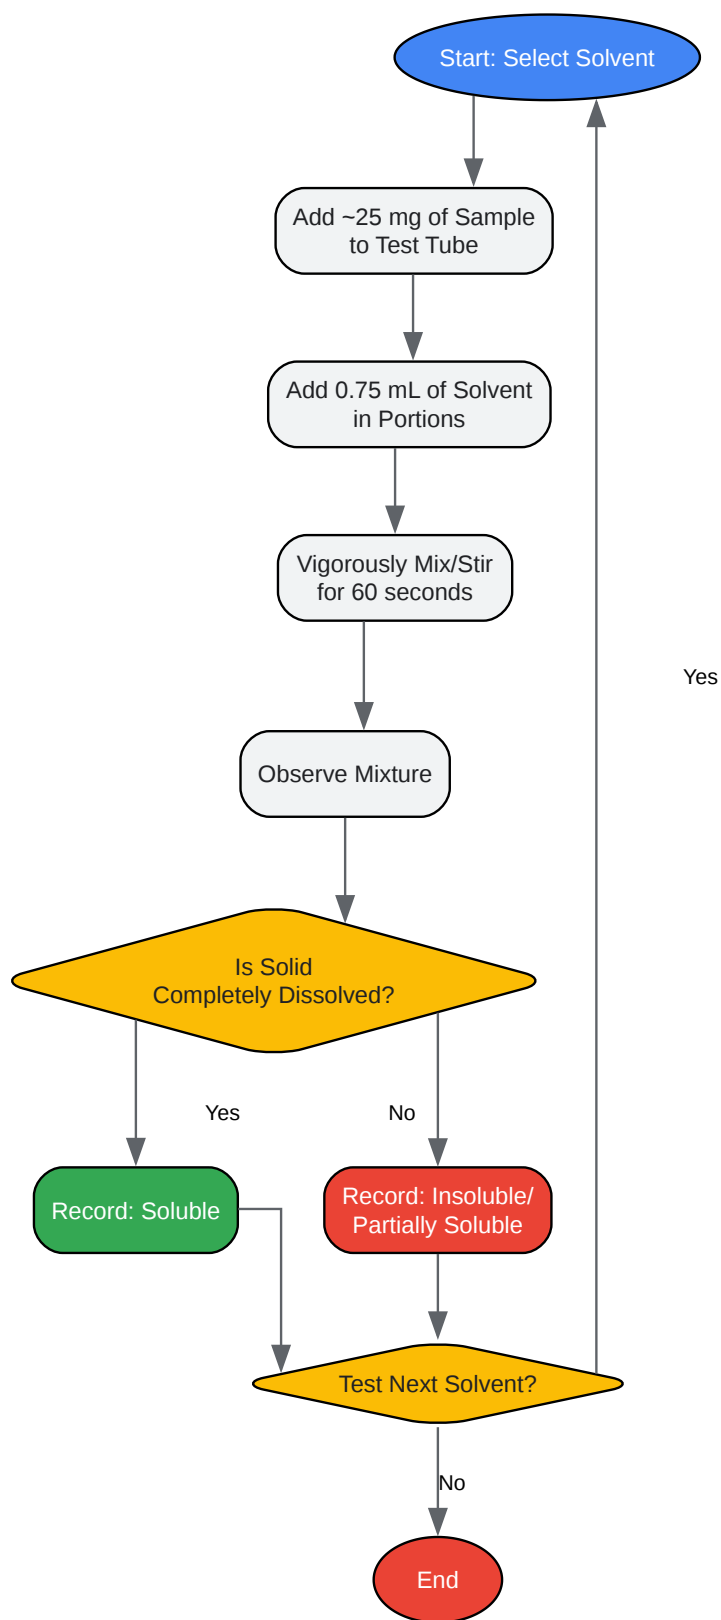 Start: Select Solvent
Add ~25 mg of Sample
to Test Tube
Add 0.75 mL of Solvent
in Portions
Vigorously Mix/Stir
for 60 seconds
Yes
Observe Mixture
Is Solid
Completely Dissolved?
Yes
No
Record: Soluble
Record: Insoluble/
Partially Soluble
Test Next Solvent?
No
End